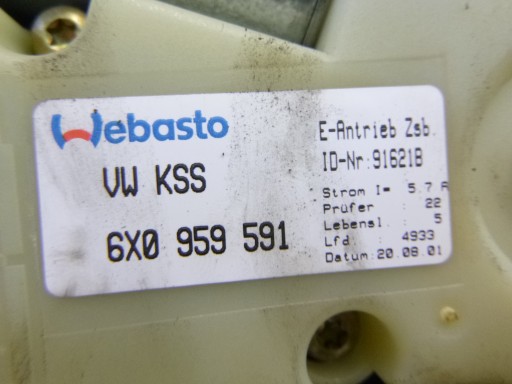 Webasto
VW KSS
6X0 959 591
E-Antrieb Zsb.
ID-Nr:91621B
Strom I= 5.7 A
Prüfer : 22
Lebensl. : 5
Lfd : 4933
Datum:20.08.01